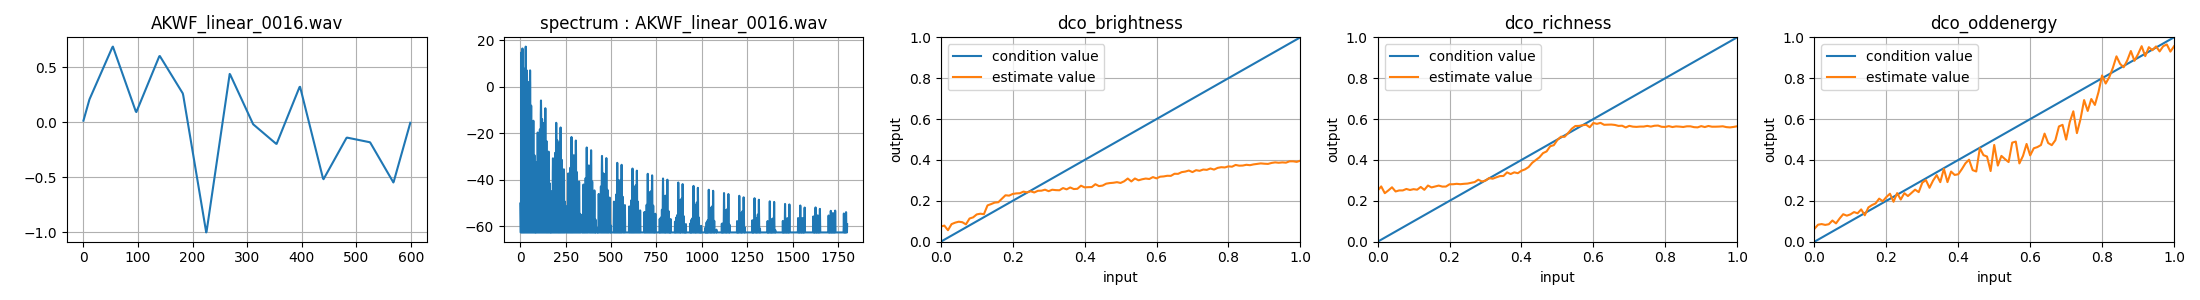 AKWF_linear_0016.wav
0.5
0.0
−0.5
−1.0
0 100 200 300 400 500 600
spectrum : AKWF_linear_0016.wav
20
0
−20
−40
−60
0 250 500 750 1000 1250 1500 1750
dco_brightness
condition value
estimate value
1.0
0.8
0.6
0.4
0.2
0.0
output
0.0 0.2 0.4 0.6 0.8 1.0
input
dco_richness
condition value
estimate value
1.0
0.8
0.6
0.4
0.2
0.0
output
0.0 0.2 0.4 0.6 0.8 1.0
input
dco_oddenergy
condition value
estimate value
1.0
0.8
0.6
0.4
0.2
0.0
output
0.0 0.2 0.4 0.6 0.8 1.0
input